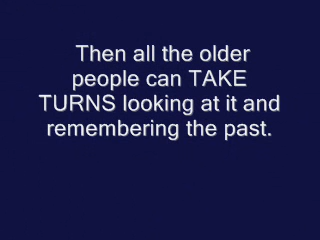 Then all the older
people can TAKE
TURNS looking at it and
remembering the past.